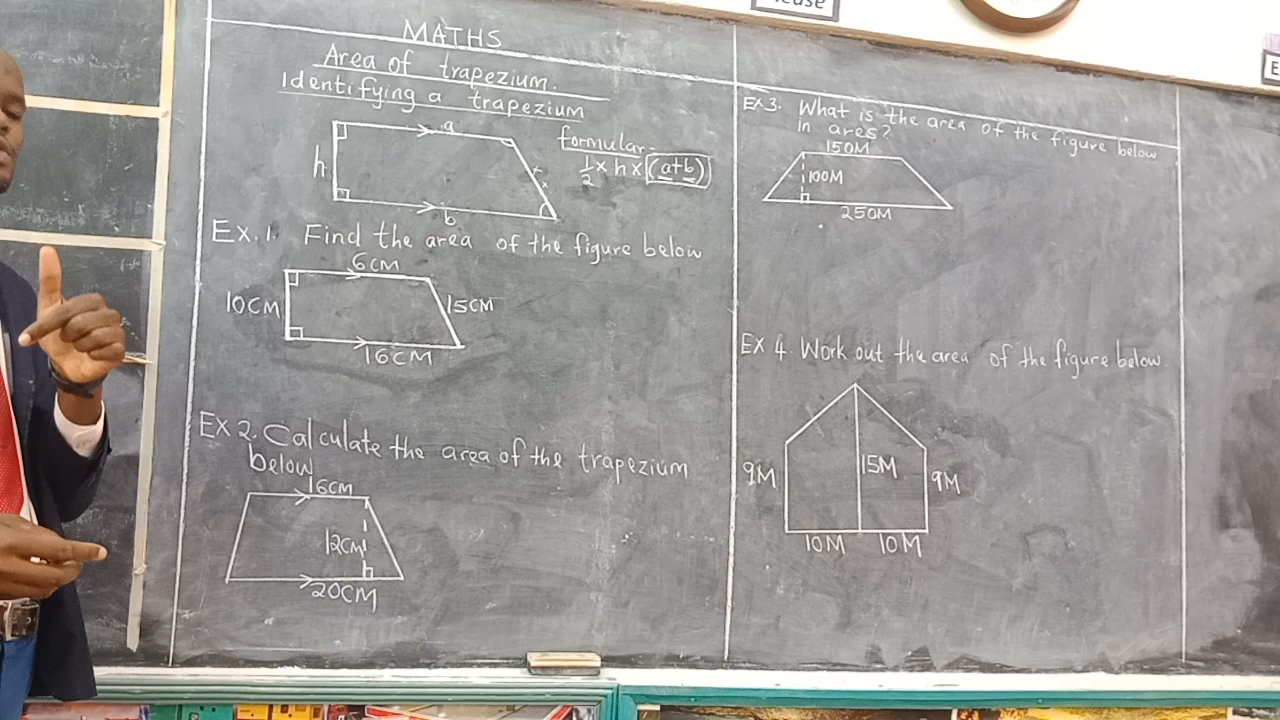 MATHS
Area of trapezium.
Identifying a trapezium
a
h
b
formular-
½ × h × (a+b)
Ex. 1. Find the area of the figure below
6CM
10CM
15CM
16CM
EX 2. Calculate the area of the trapezium
below
16CM
12CM
20CM
EX.3. What is the area of the figure below
in ares?
150M
100M
250M
EX 4 Work out the area of the figure below.
9M
15M
9M
10M
10M